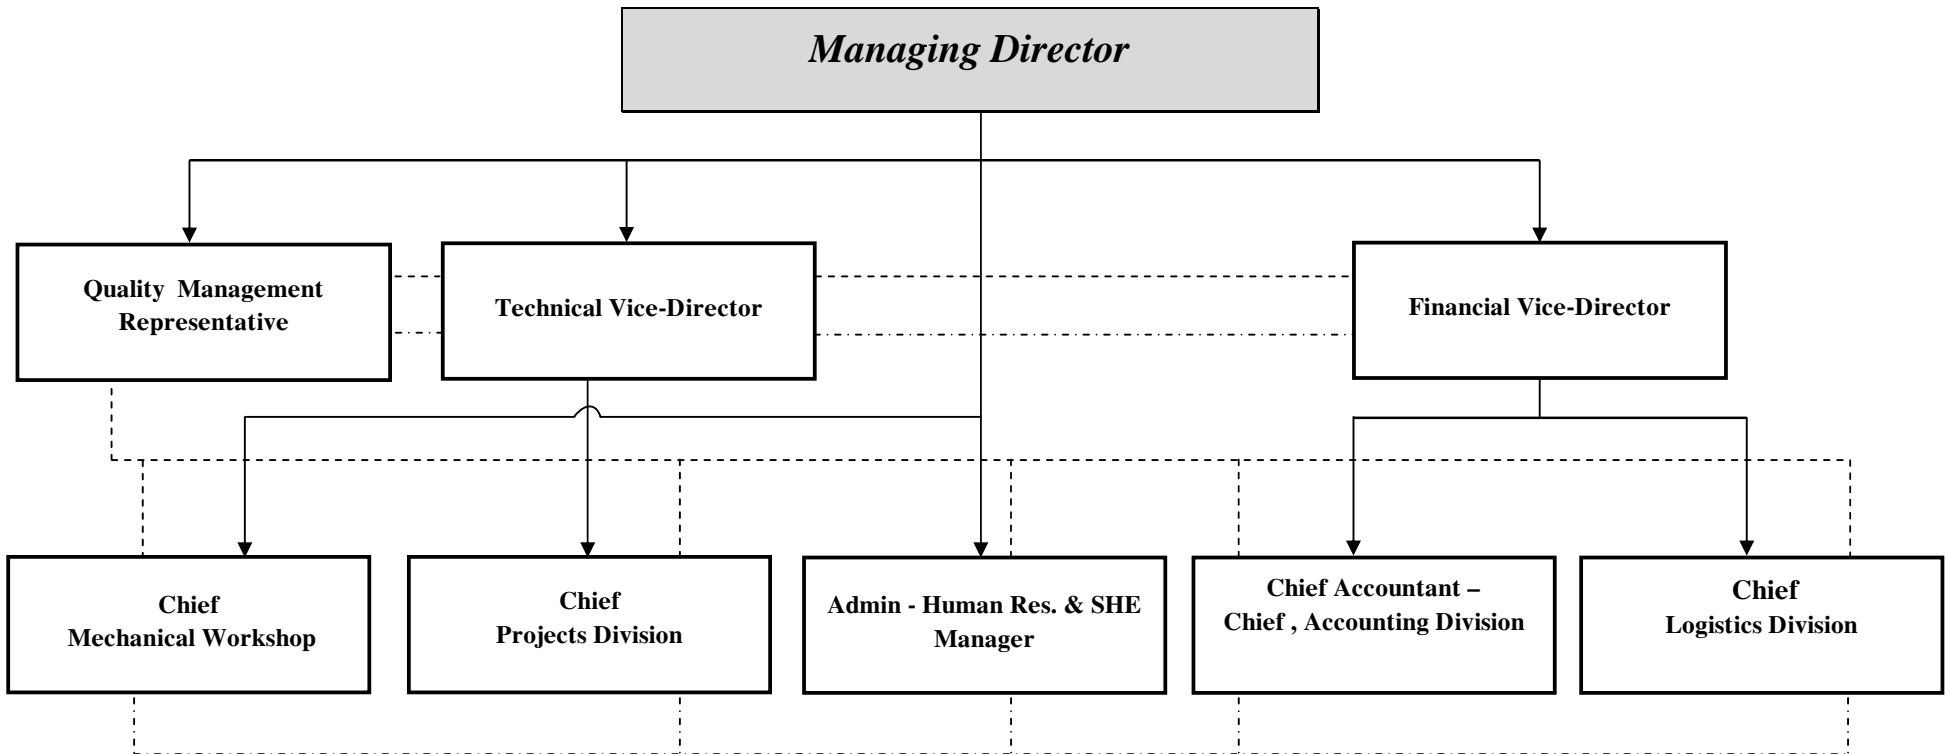 Managing Director
Quality Management
Representative
Technical Vice-Director
Financial Vice-Director
Chief
Mechanical Workshop
Chief
Projects Division
Admin - Human Res. & SHE
Manager
Chief Accountant –
Chief , Accounting Division
Chief
Logistics Division